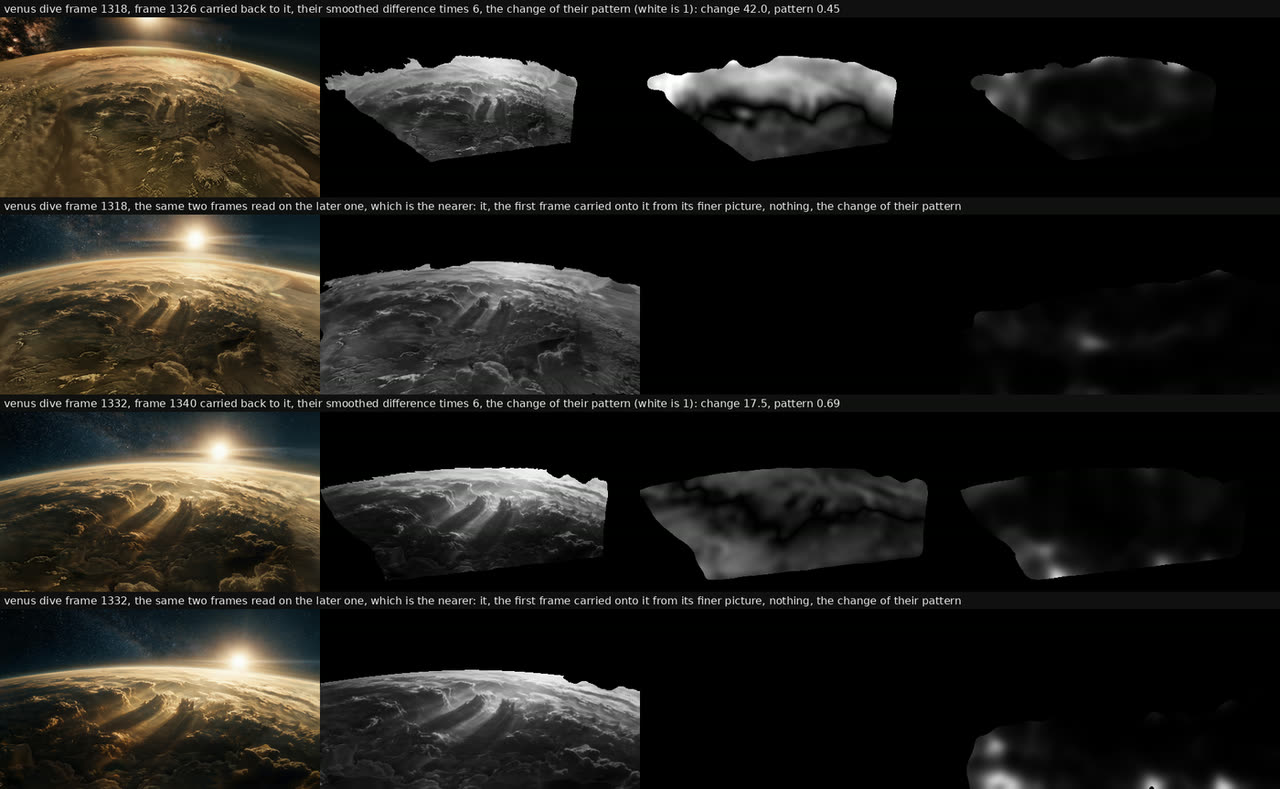 venus dive frame 1318, frame 1326 carried back to it, their smoothed difference times 6, the change of their pattern (white is 1): change 42.0, pattern 0.45
venus dive frame 1318, the same two frames read on the later one, which is the nearer: it, the first frame carried onto it from its finer picture, nothing, the change of their pattern
venus dive frame 1332, frame 1340 carried back to it, their smoothed difference times 6, the change of their pattern (white is 1): change 17.5, pattern 0.69
venus dive frame 1332, the same two frames read on the later one, which is the nearer: it, the first frame carried onto it from its finer picture, nothing, the change of their pattern